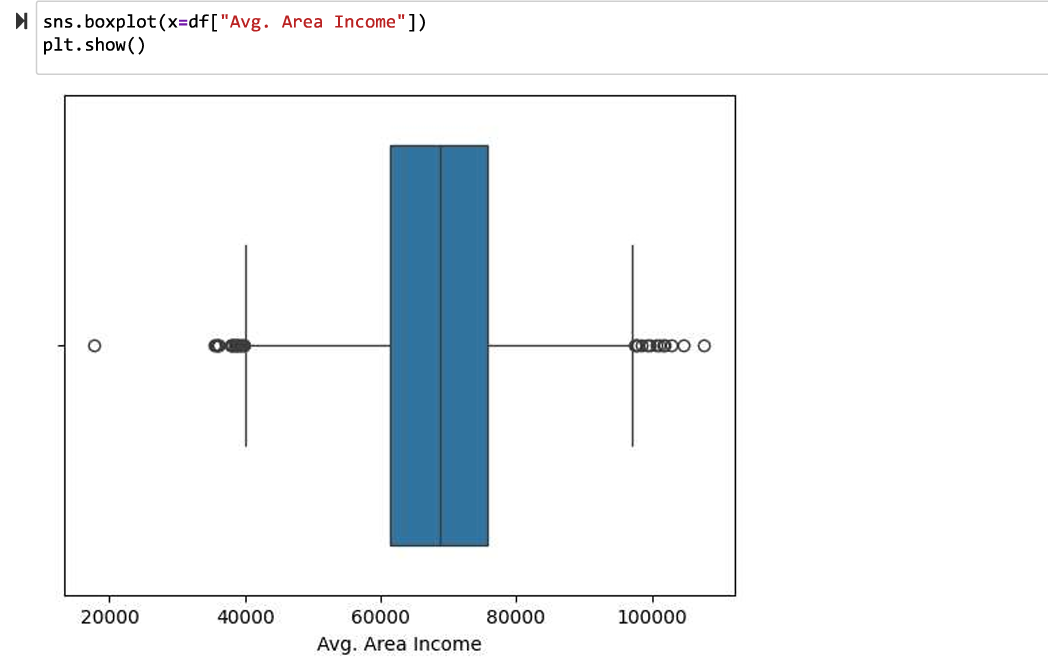 sns.boxplot(x=df["Avg. Area Income"])
plt.show()
20000 40000 60000 80000 100000
Avg. Area Income